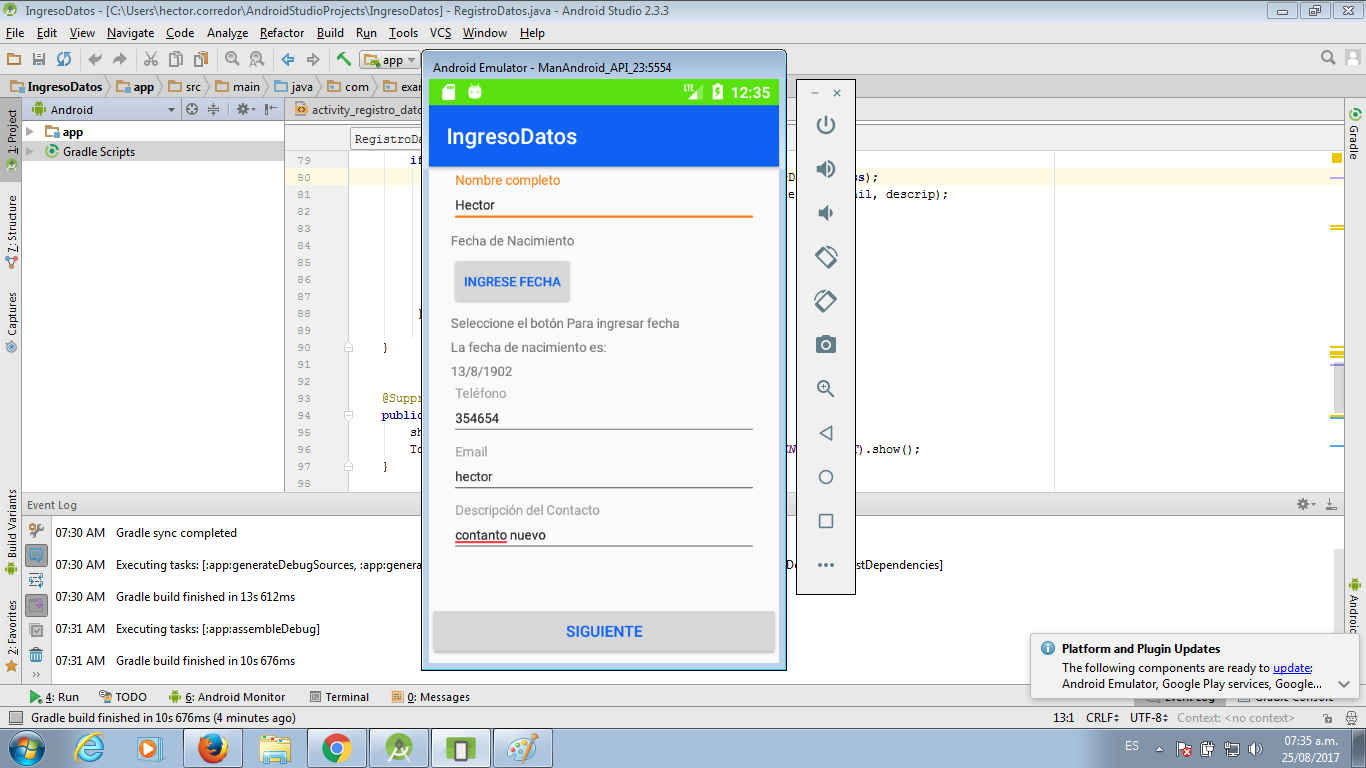 IngresoDatos - [C:\Users\hector.corredor\AndroidStudioProjects\IngresoDatos] - RegistroDatos.java - Android Studio 2.3.3
File Edit View Navigate Code Analyze Refactor Build Run Tools VCS Window Help
app
IngresoDatos app src main java com exar
Android
activity_registro_dato
RegistroDa
1: Project
7: Structure
Captures
Build Variants
2: Favorites
app
Gradle Scripts
79 if
80 ss);
81 ail, descrip);
82
83
84
85
86
87
88 }
89
90 }
91
92
93 @Suppr
94 public
95 sh
96 To T).show();
97 }
98
Android Emulator - ManAndroid_API_23:5554
LTE 12:35
IngresoDatos
Nombre completo
Hector
Fecha de Nacimiento
INGRESE FECHA
Seleccione el botón Para ingresar fecha
La fecha de nacimiento es:
13/8/1902
Teléfono
354654
Email
hector
Descripción del Contacto
contanto nuevo
SIGUIENTE
Gradle
Android
Event Log
07:30 AM Gradle sync completed
07:30 AM Executing tasks: [:app:generateDebugSources, :app:genera stDependencies]
07:30 AM Gradle build finished in 13s 612ms
07:31 AM Executing tasks: [:app:assembleDebug]
07:31 AM Gradle build finished in 10s 676ms
Platform and Plugin Updates
The following components are ready to update:
Android Emulator, Google Play services, Google...
4: Run TODO 6: Android Monitor Terminal 0: Messages Event Log Gradle Console
Gradle build finished in 10s 676ms (4 minutes ago) 13:1 CRLF UTF-8 Context: <no context>
ES 07:35 a.m.
25/08/2017